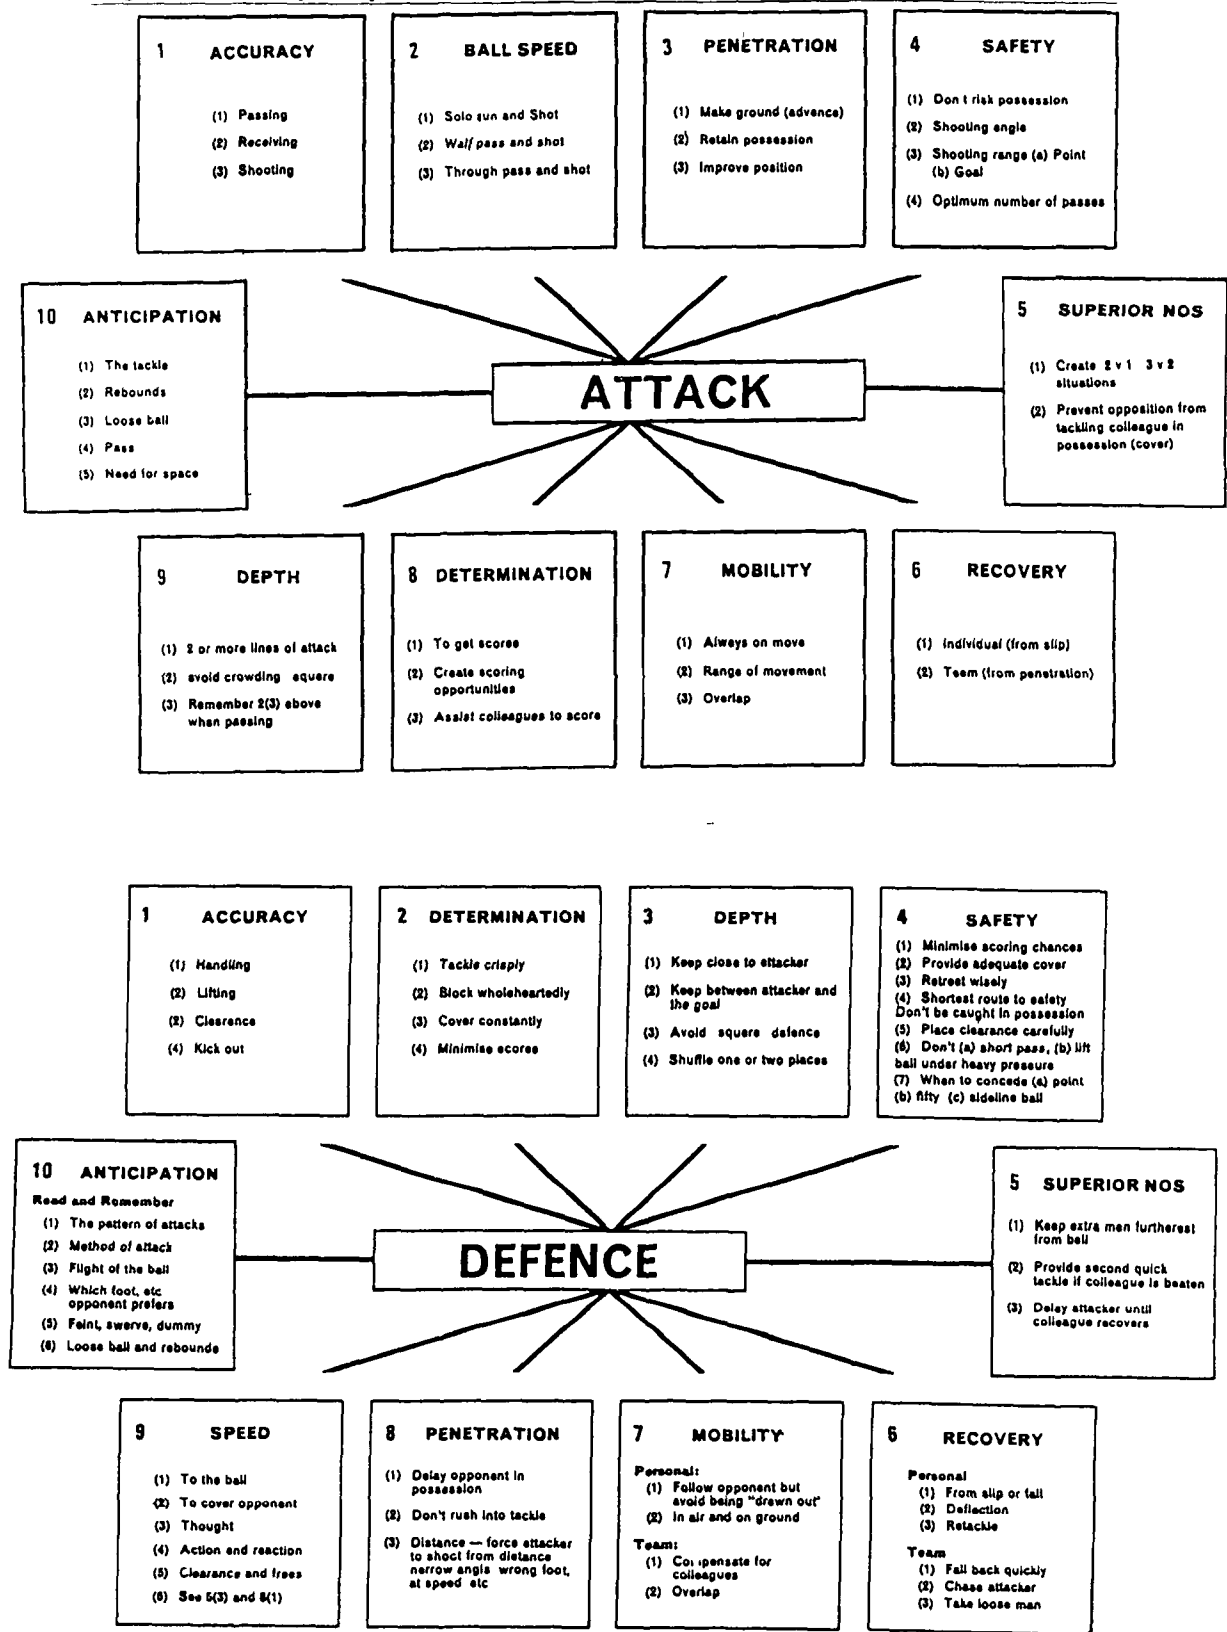 1 ACCURACY
(1) Passing
(2) Receiving
(3) Shooting
2 BALL SPEED
(1) Solo run and Shot
(2) Wall pass and shot
(3) Through pass and shot
3 PENETRATION
(1) Make ground (advence)
(2) Retain possession
(3) Improve position
4 SAFETY
(1) Don t risk possession
(2) Shooting angle
(3) Shooting range (a) Point
(b) Goal
(4) Optimum number of passes
10 ANTICIPATION
(1) The tackle
(2) Rebounds
(3) Loose ball
(4) Pass
(5) Need for space
ATTACK
5 SUPERIOR NOS
(1) Create 2 v 1 3 v 2
situations
(2) Prevent opposition from
tackling colleague in
possession (cover)
9 DEPTH
(1) 2 or more lines of attack
(2) avoid crowding square
(3) Remember 2(3) above
when passing
8 DETERMINATION
(1) To get scores
(2) Create scoring
opportunities
(3) Assist colleagues to score
7 MOBILITY
(1) Always on move
(2) Range of movement
(3) Overlap
6 RECOVERY
(1) Individual (from slip)
(2) Team (from penetration)
1 ACCURACY
(1) Handling
(2) Lifting
(2) Clearence
(4) Kick out
2 DETERMINATION
(1) Tackle crisply
(2) Block wholeheartedly
(3) Cover constantly
(4) Minimise scores
3 DEPTH
(1) Keep close to attacker
(2) Keep between attacker and
the goal
(3) Avoid square defence
(4) Shuffle one or two places
4 SAFETY
(1) Minimise scoring chances
(2) Provide adequate cover
(3) Retreat wisely
(4) Shortest route to safety
Don't be caught in possession
(5) Place clearance carefully
(6) Don't (a) short pass, (b) lift
ball under heavy pressure
(7) When to concede (a) point
(b) fifty (c) sideline ball
10 ANTICIPATION
Read and Remember
(1) The pattern of attacks
(2) Method of attack
(3) Flight of the ball
(4) Which foot, etc
opponent prefers
(5) Feint, swerve, dummy
(6) Loose ball and rebounds
DEFENCE
5 SUPERIOR NOS
(1) Keep extra men furtherest
from ball
(2) Provide second quick
tackle if colleague is beaten
(3) Delay attacker until
colleague recovers
9 SPEED
(1) To the ball
(2) To cover opponent
(3) Thought
(4) Action and reaction
(5) Clearance and frees
(6) See 5(3) and 8(1)
8 PENETRATION
(1) Delay opponent in
possession
(2) Don't rush into tackle
(3) Distance — force attacker
to shoot from distance
narrow angle wrong foot,
at speed etc
7 MOBILITY
Personal:
(1) Follow opponent but
avoid being "drawn out"
(2) In air and on ground
Team:
(1) Compensate for
colleagues
(2) Overlap
6 RECOVERY
Personal
(1) From slip or fall
(2) Deflection
(3) Retackle
Team
(1) Fall back quickly
(2) Chase attacker
(3) Take loose man